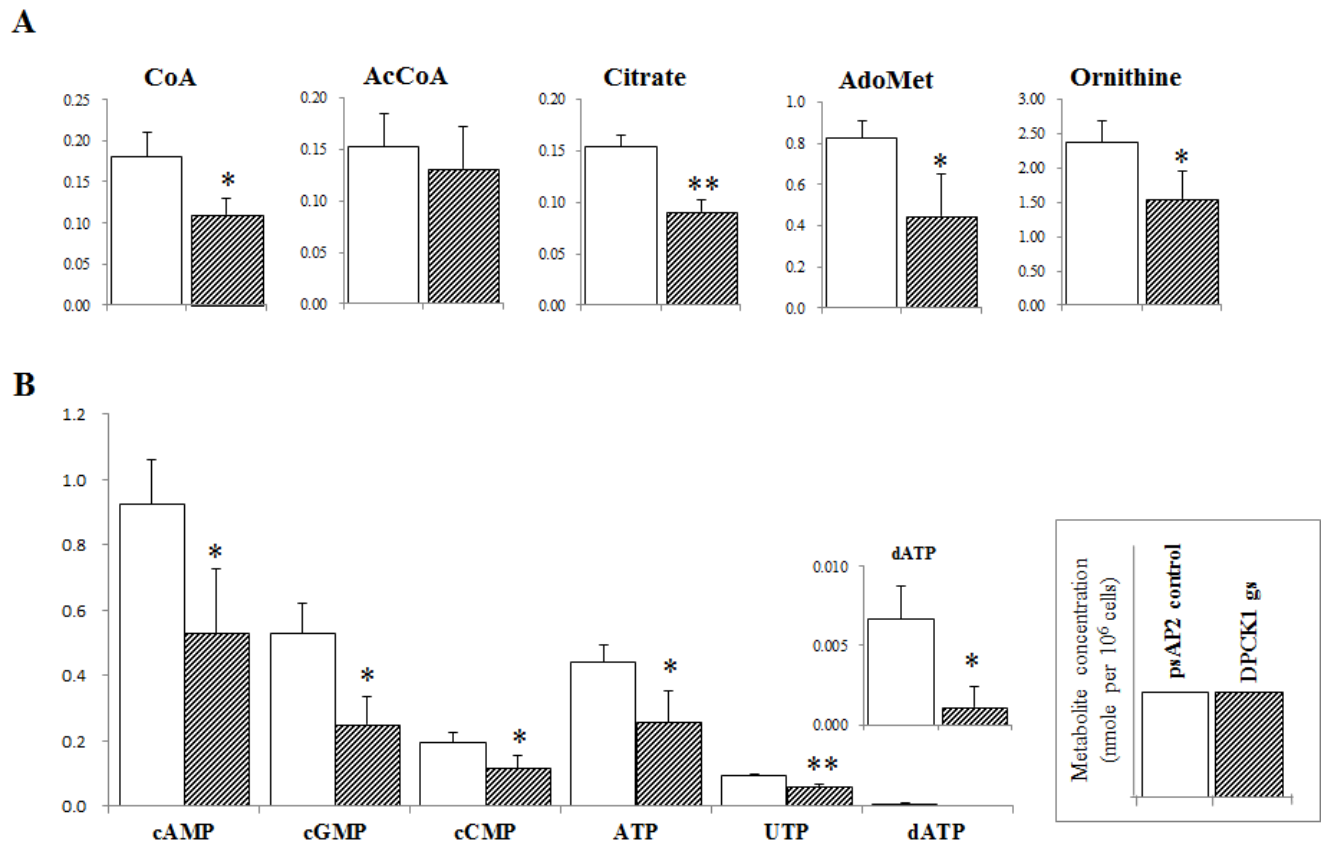 A
CoA
0.25
0.20
0.15
0.10
0.05
0.00
*
AcCoA
0.20
0.15
0.10
0.05
0.00
Citrate
0.20
0.15
0.10
0.05
0.00
**
AdoMet
1.0
0.8
0.6
0.4
0.2
0.0
*
Ornithine
3.00
2.50
2.00
1.50
1.00
0.50
0.00
*
B
1.2
1.0
0.8
0.6
0.4
0.2
0.0
*
*
*
*
**
cAMP
cGMP
cCMP
ATP
UTP
dATP
dATP
0.010
0.005
0.000
*
Metabolite concentration
(nmole per 10⁶ cells)
psAP2 control
DPCK1 gs